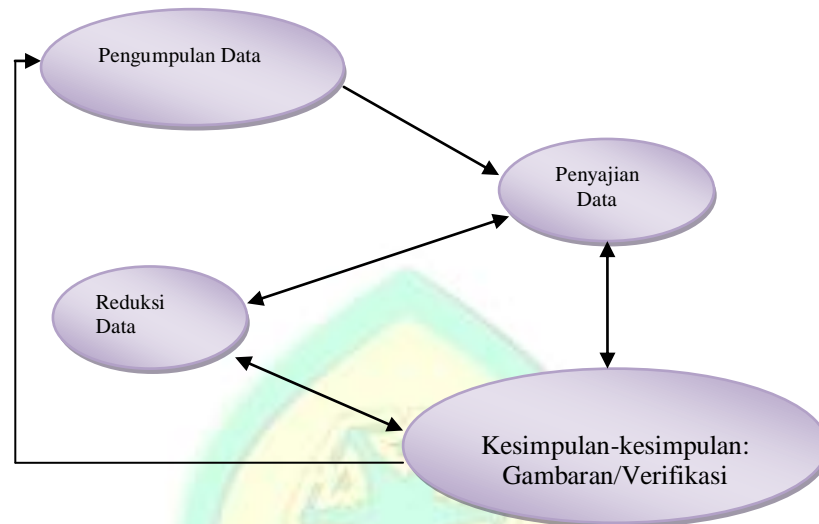 Pengumpulan Data
Penyajian
Data
Reduksi
Data
Kesimpulan-kesimpulan:
Gambaran/Verifikasi